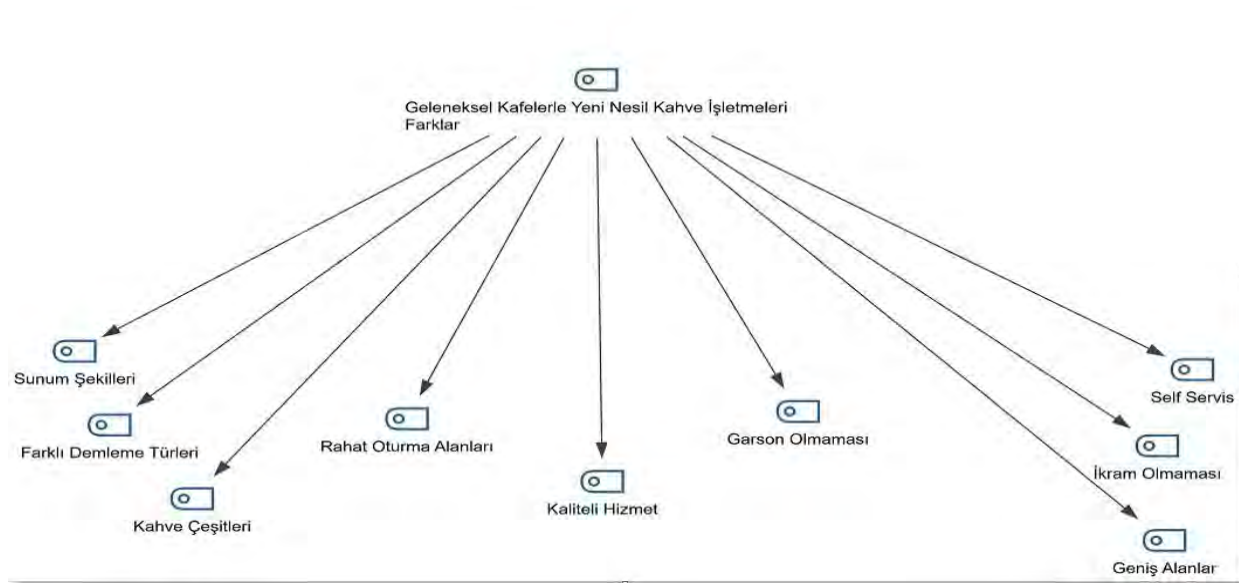 Geleneksel Kafelerle Yeni Nesil Kahve İşletmeleri
Farklar
Sunum Şekilleri
Farklı Demleme Türleri
Kahve Çeşitleri
Rahat Oturma Alanları
Kaliteli Hizmet
Garson Olmaması
Self Servis
İkram Olmaması
Geniş Alanlar